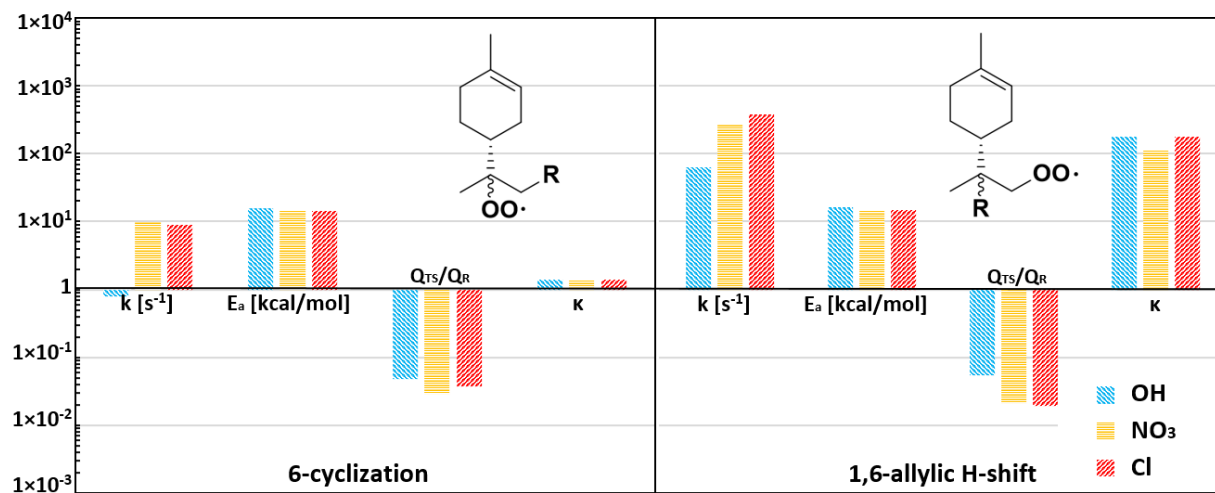 1×10⁴
1×10³
1×10²
1×10¹
1
1×10⁻¹
1×10⁻²
1×10⁻³
R
OO·
k [s⁻¹]
Eₐ [kcal/mol]
Q_TS/Q_R
κ
6-cyclization
OO·
R
k [s⁻¹]
Eₐ [kcal/mol]
Q_TS/Q_R
κ
1,6-allylic H-shift
OH
NO₃
Cl